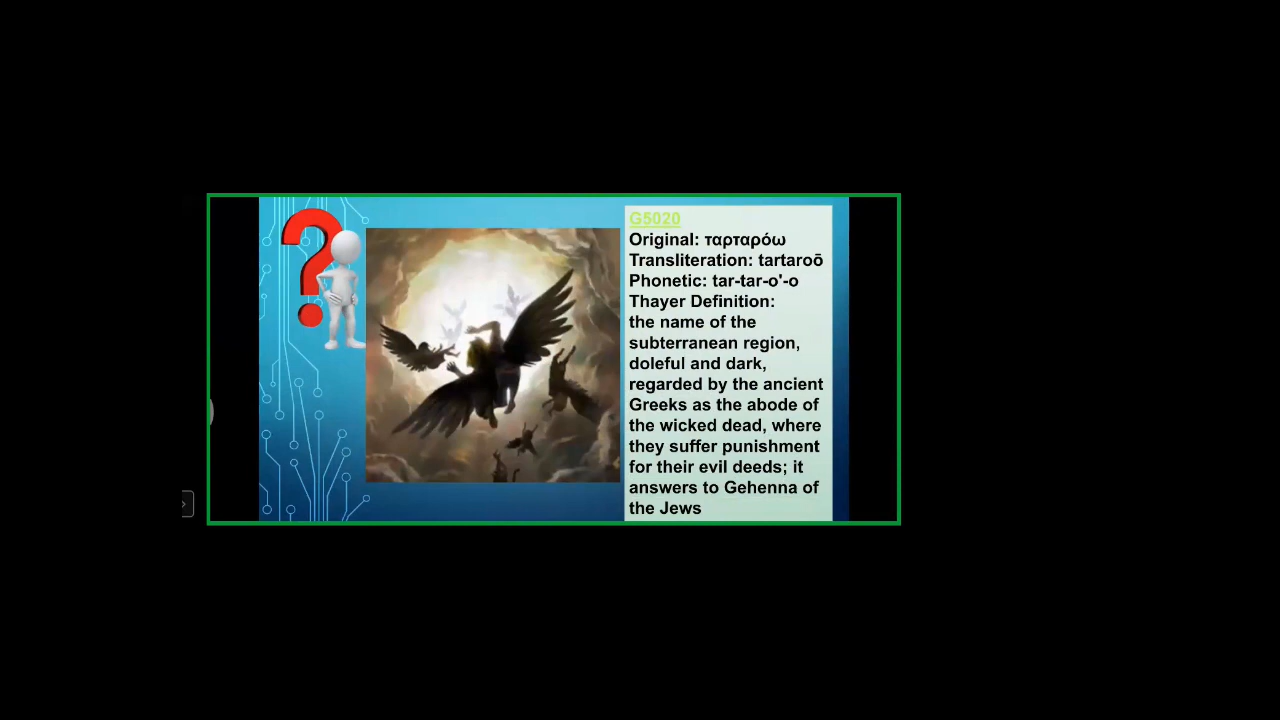 G5020
Original: ταρταρόω
Transliteration: tartaroō
Phonetic: tar-tar-o'-o
Thayer Definition:
the name of the
subterranean region,
doleful and dark,
regarded by the ancient
Greeks as the abode of
the wicked dead, where
they suffer punishment
for their evil deeds; it
answers to Gehenna of
the Jews